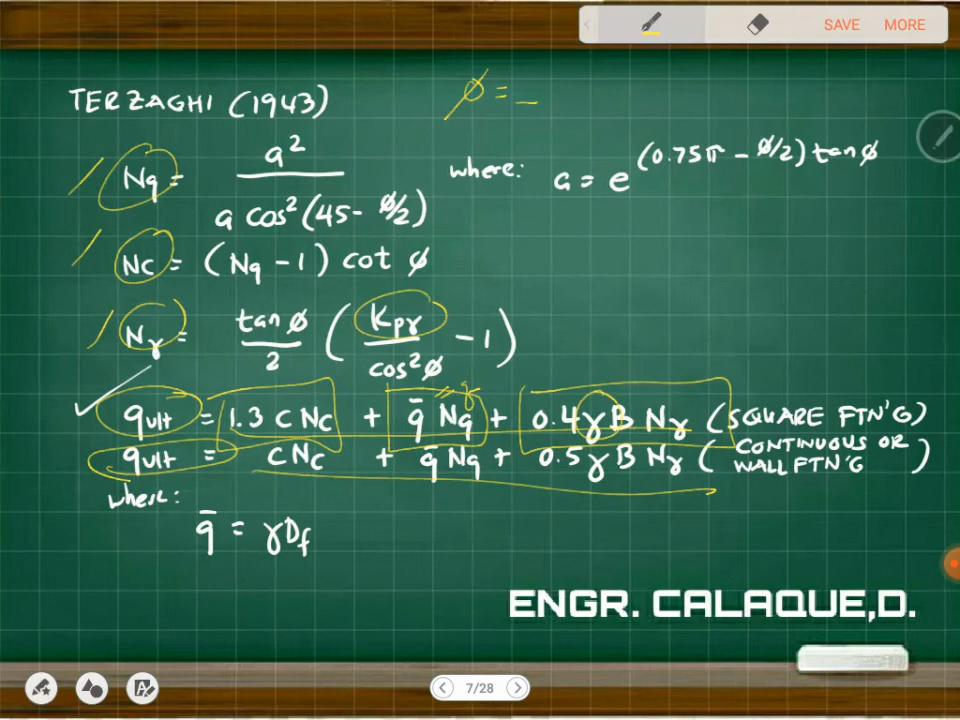 SAVE MORE
TERZAGHI (1943)
φ = _
Nq = a² / a cos² (45 - φ/2)
where: a = e^(0.75π - φ/2) tan φ
Nc = (Nq - 1) cot φ
Nγ = tan φ / 2 ( Kpγ / cos² φ - 1 )
qult = 1.3 c Nc + q̄ Nq + 0.4 γ B Nγ (SQUARE FTN'G)
qult = c Nc + q̄ Nq + 0.5 γ B Nγ ( CONTINUOUS OR WALL FTN'G )
where:
q̄ = γDf
ENGR. CALAQUE,D.
7/28